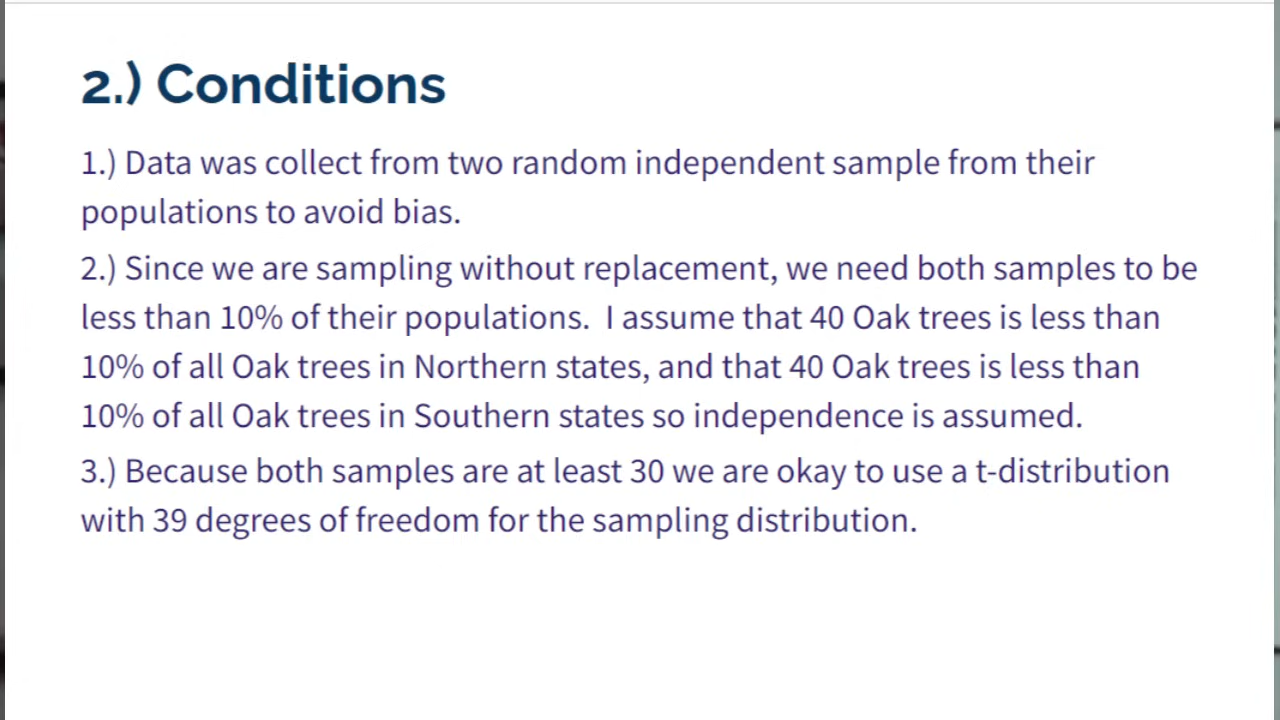 2.) Conditions
1.) Data was collect from two random independent sample from their
populations to avoid bias.
2.) Since we are sampling without replacement, we need both samples to be
less than 10% of their populations.  I assume that 40 Oak trees is less than
10% of all Oak trees in Northern states, and that 40 Oak trees is less than
10% of all Oak trees in Southern states so independence is assumed.
3.) Because both samples are at least 30 we are okay to use a t-distribution
with 39 degrees of freedom for the sampling distribution.